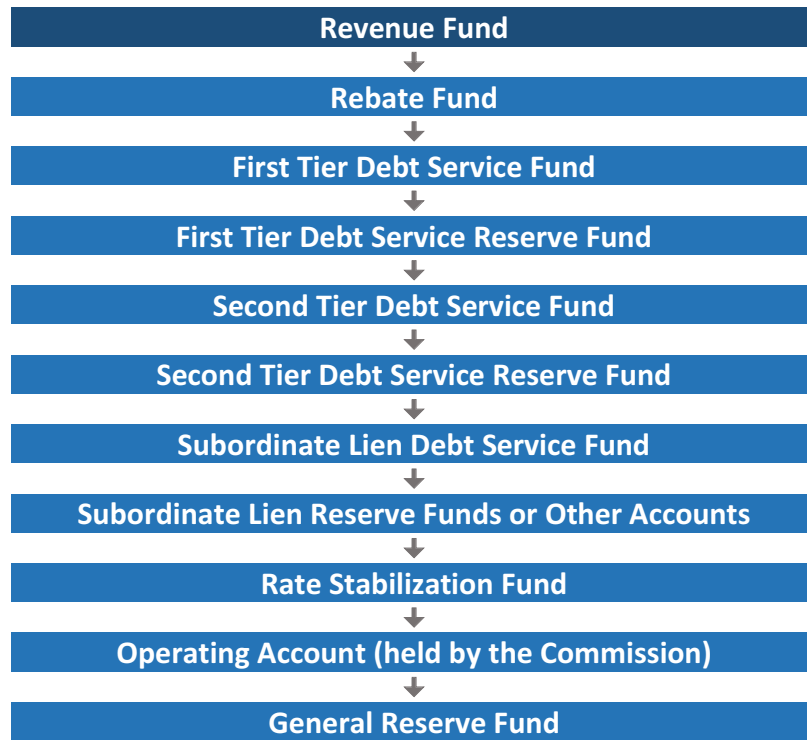 Revenue Fund
Rebate Fund
First Tier Debt Service Fund
First Tier Debt Service Reserve Fund
Second Tier Debt Service Fund
Second Tier Debt Service Reserve Fund
Subordinate Lien Debt Service Fund
Subordinate Lien Reserve Funds or Other Accounts
Rate Stabilization Fund
Operating Account (held by the Commission)
General Reserve Fund